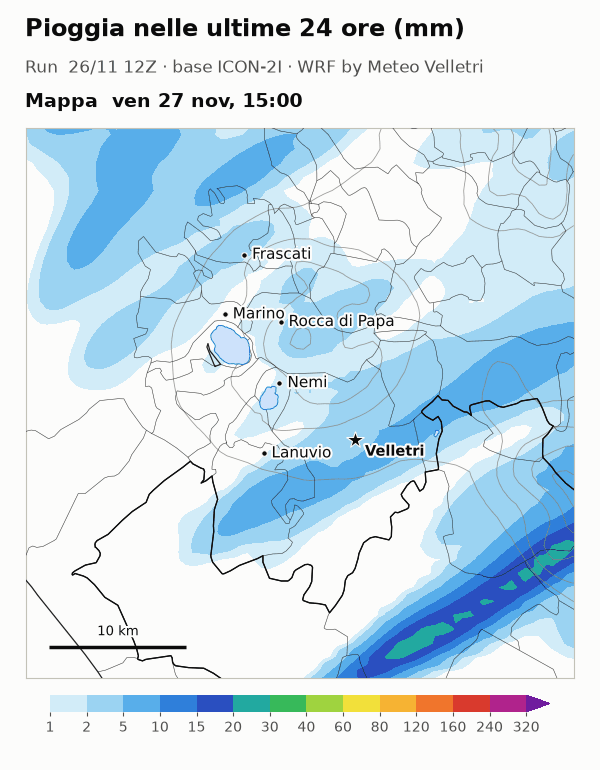 Pioggia nelle ultime 24 ore (mm)
Run  26/11 12Z · base ICON-2I · WRF by Meteo Velletri
Mappa  ven 27 nov, 15:00
Frascati
Marino
Rocca di Papa
Nemi
Velletri
Lanuvio
10 km
1 2 5 10 15 20 30 40 60 80 120 160 240 320